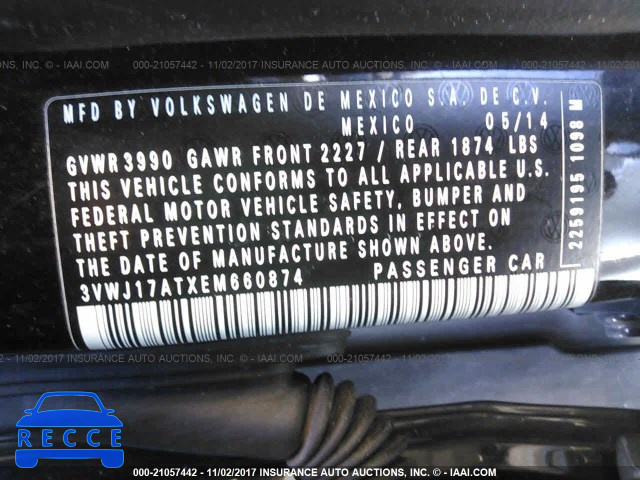 000-21057442 - 11/02/2017 INSURANCE AUTO AUCTIONS, INC. - © IAAI.COM
AUCTIONS, INC. - © IAAI.COM
000-21057442 - 11/02
MFD BY VOLKSWAGEN DE MEXICO S.A. DE C.V.
MEXICO 05/14
GVWR 3990 GAWR FRONT 2227 / REAR 1874 LBS
THIS VEHICLE CONFORMS TO ALL APPLICABLE U.S.
FEDERAL MOTOR VEHICLE SAFETY, BUMPER AND
THEFT PREVENTION STANDARDS IN EFFECT ON
THE DATE OF MANUFACTURE SHOWN ABOVE.
3VWJ17ATXEM660874 PASSENGER CAR
2259195 1098 M
11/02/2017 INSURANCE AUTO AUCTIONS, INC. - © IAAI.COM
000-21057442 - 11/02/2017 INSURANCE AUTO
RECCE
000-21057442 - 11/02/2017 INSURANCE AUTO AUCTIONS, INC. - © IAAI.COM